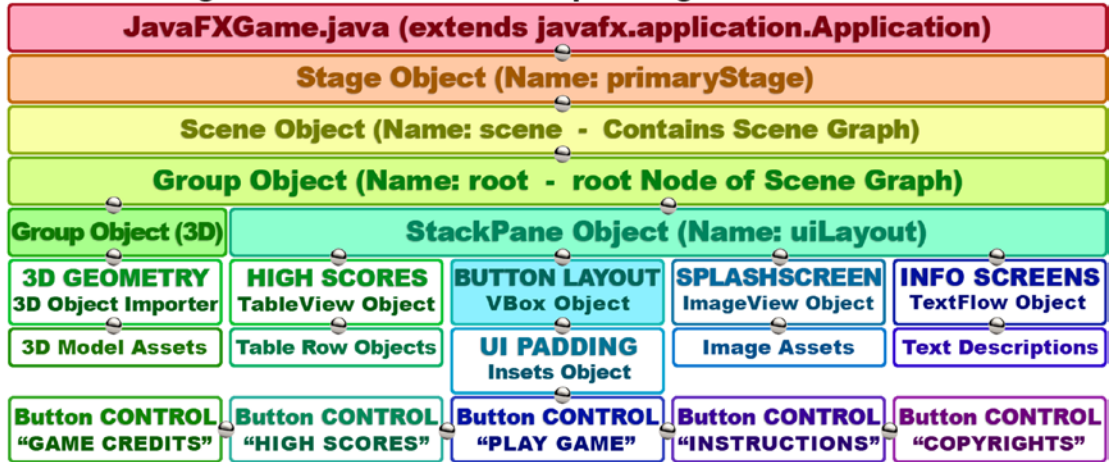 JavaFXGame.java (extends javafx.application.Application)
Stage Object (Name: primaryStage)
Scene Object (Name: scene - Contains Scene Graph)
Group Object (Name: root - root Node of Scene Graph)
Group Object (3D)
StackPane Object (Name: uiLayout)
3D GEOMETRY
3D Object Importer
HIGH SCORES
TableView Object
BUTTON LAYOUT
VBox Object
SPLASHSCREEN
ImageView Object
INFO SCREENS
TextFlow Object
3D Model Assets
Table Row Objects
UI PADDING
Insets Object
Image Assets
Text Descriptions
Button CONTROL
“GAME CREDITS”
Button CONTROL
“HIGH SCORES”
Button CONTROL
“PLAY GAME”
Button CONTROL
“INSTRUCTIONS”
Button CONTROL
“COPYRIGHTS”